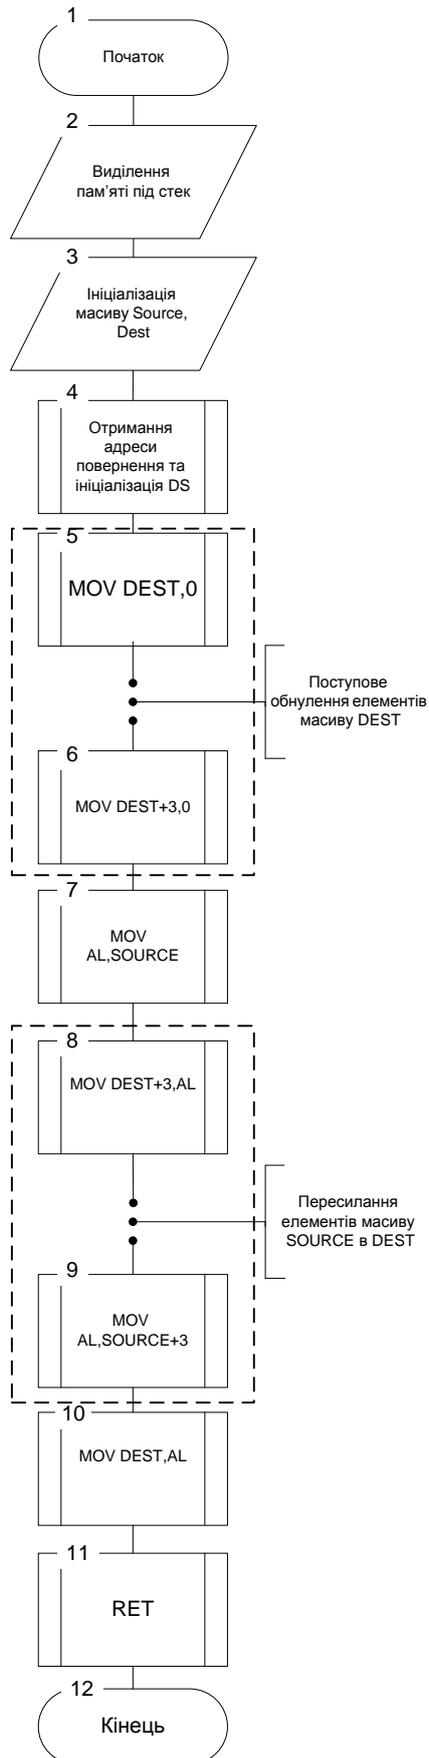 1
Початок
2
Виділення
пам'яті під стек
3
Ініціалізація
масиву Source,
Dest
4
Отримання
адреси
повернення та
ініціалізація DS
5
MOV DEST,0
Поступове
обнулення елементів
масиву DEST
6
MOV DEST+3,0
7
MOV
AL,SOURCE
8
MOV DEST+3,AL
Пересилання
елементів масиву
SOURCE в DEST
9
MOV
AL,SOURCE+3
10
MOV DEST,AL
11
RET
12
Кінець